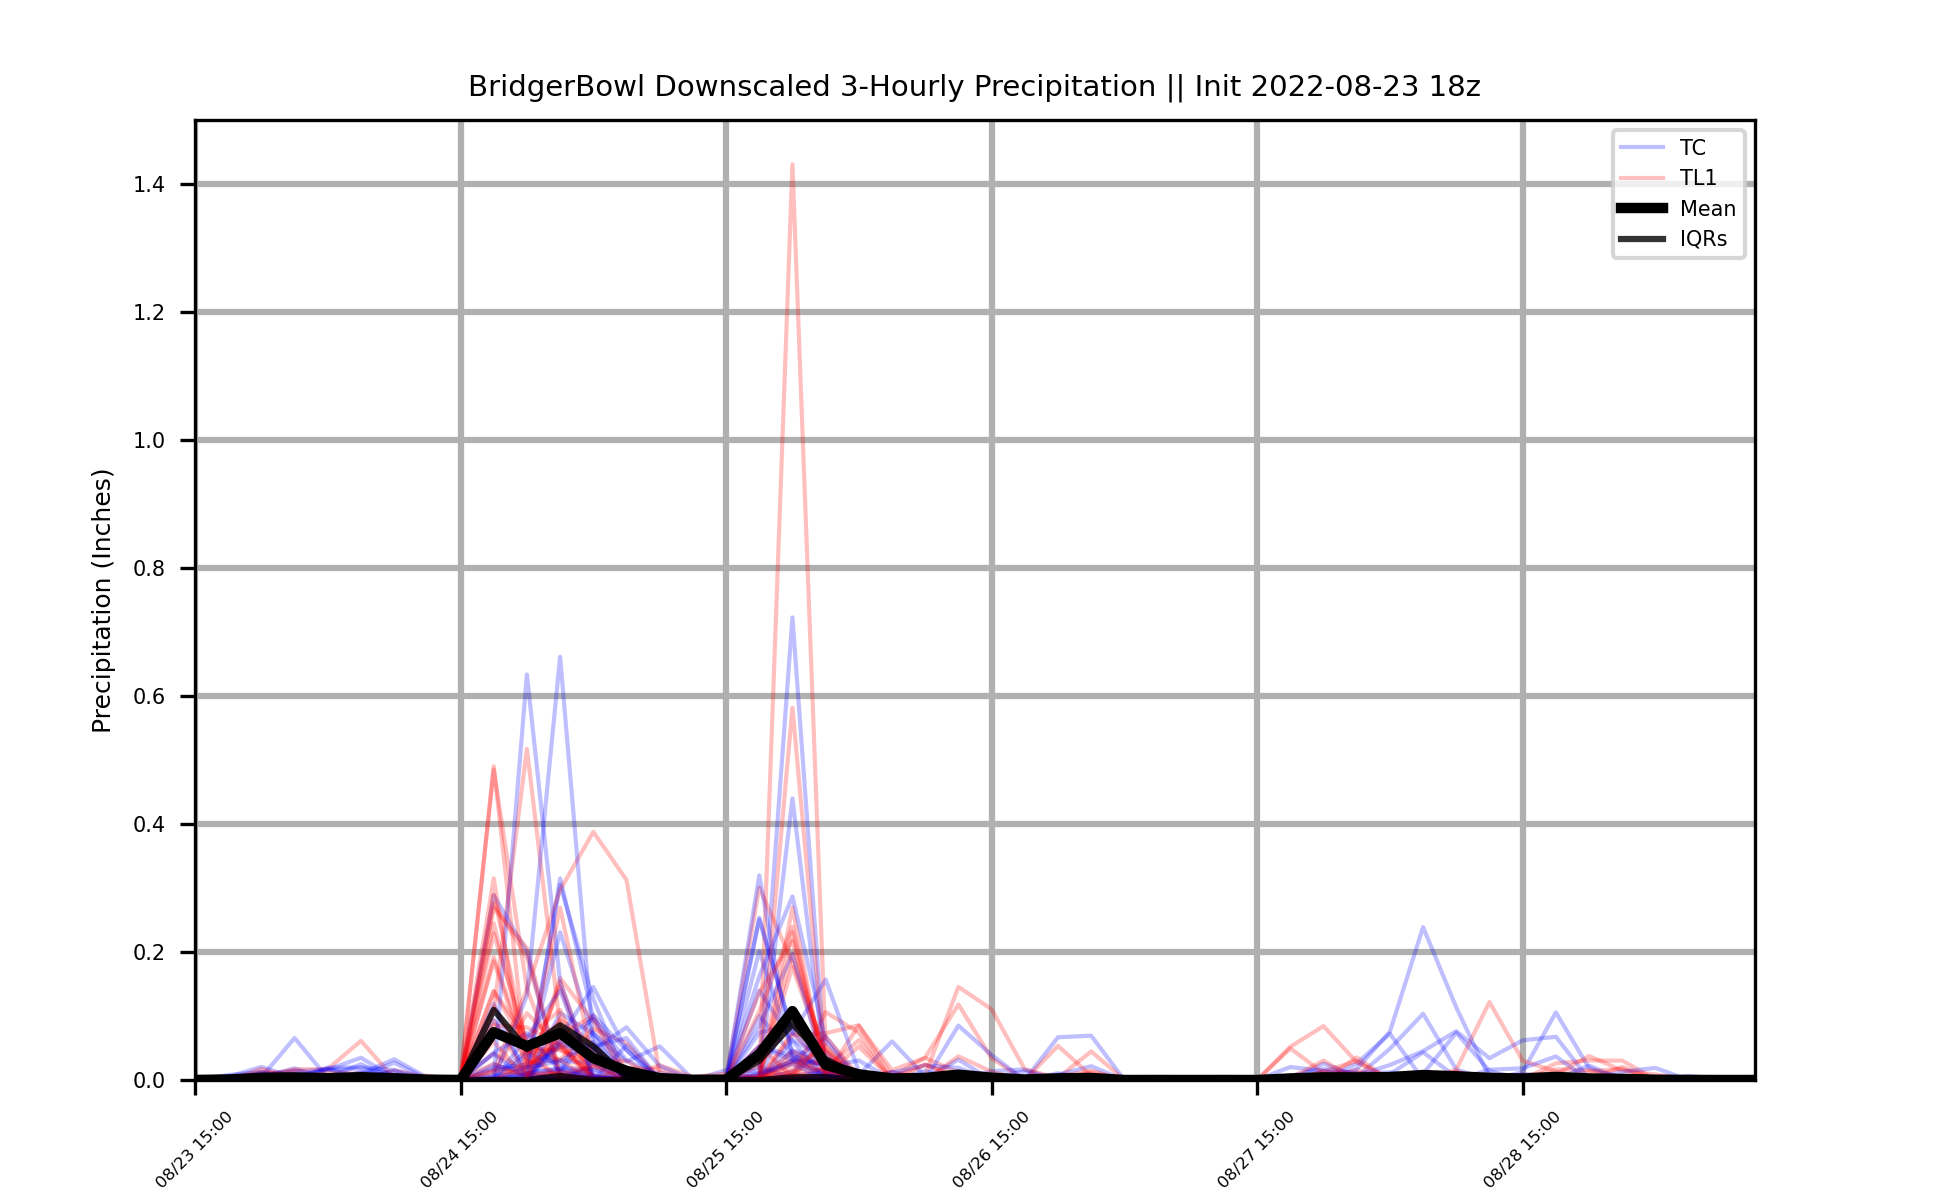 BridgerBowl Downscaled 3-Hourly Precipitation || Init 2022-08-23 18z
TC
TL1
Mean
IQRs
Precipitation (Inches)
1.4
1.2
1.0
0.8
0.6
0.4
0.2
0.0
08/23 15:00
08/24 15:00
08/25 15:00
08/26 15:00
08/27 15:00
08/28 15:00